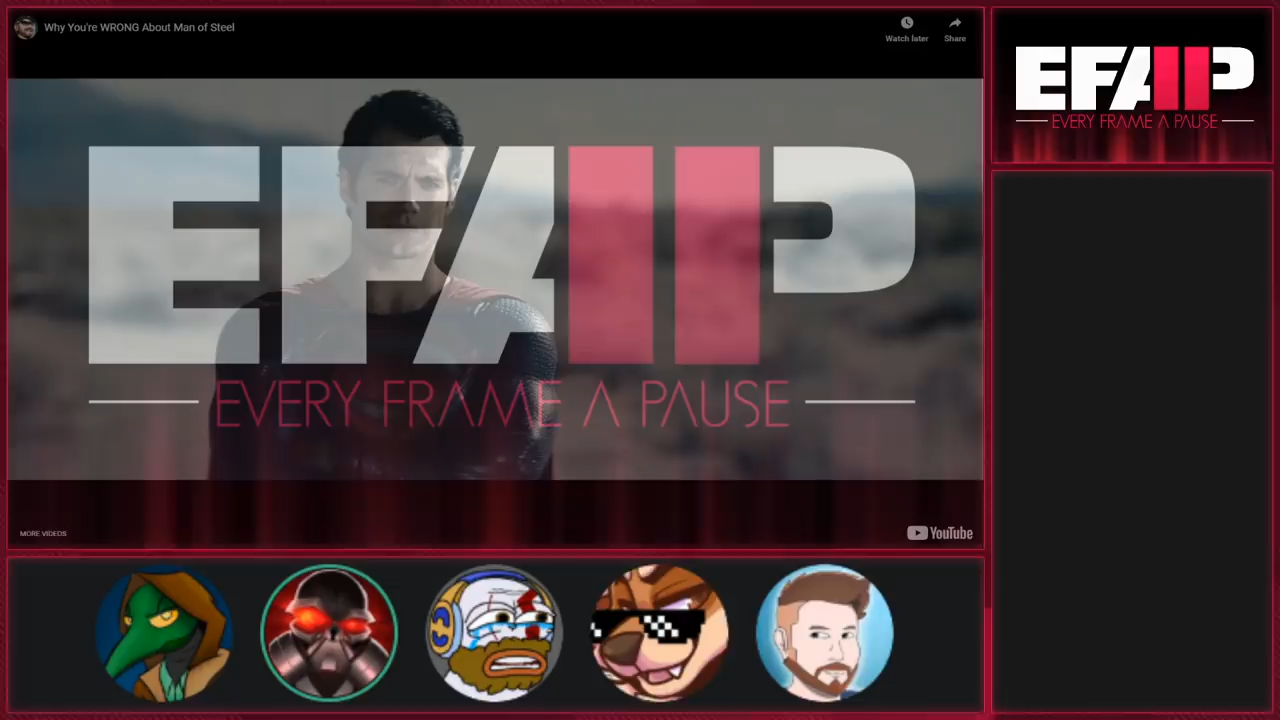 Why You're WRONG About Man of Steel
Watch later
Share
EFAP
EVERY FRAME A PAUSE
MORE VIDEOS
YouTube
EFAP
EVERY FRAME A PAUSE